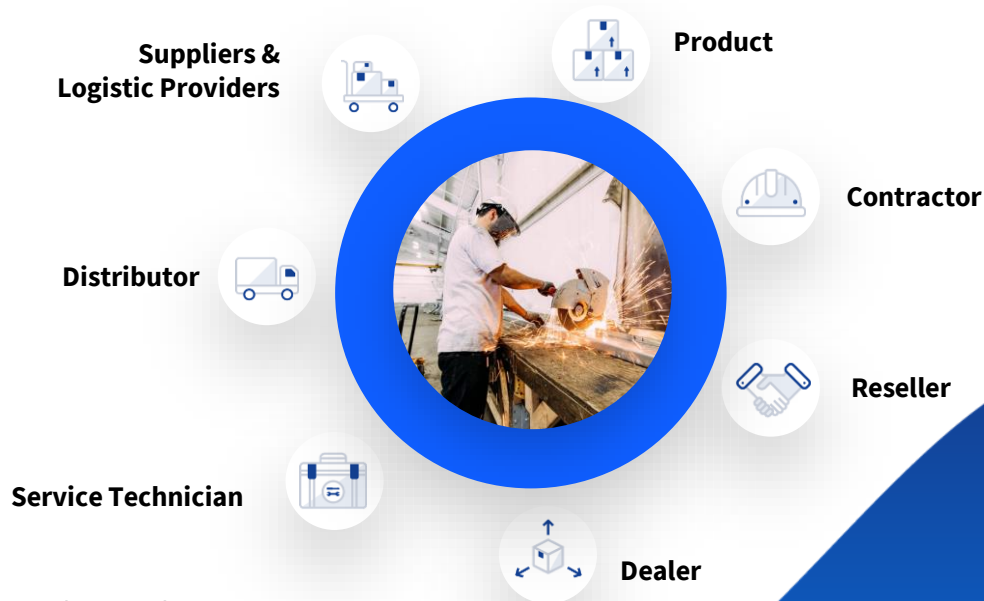 Suppliers &
Logistic Providers
Product
Contractor
Distributor
Reseller
Service Technician
Dealer